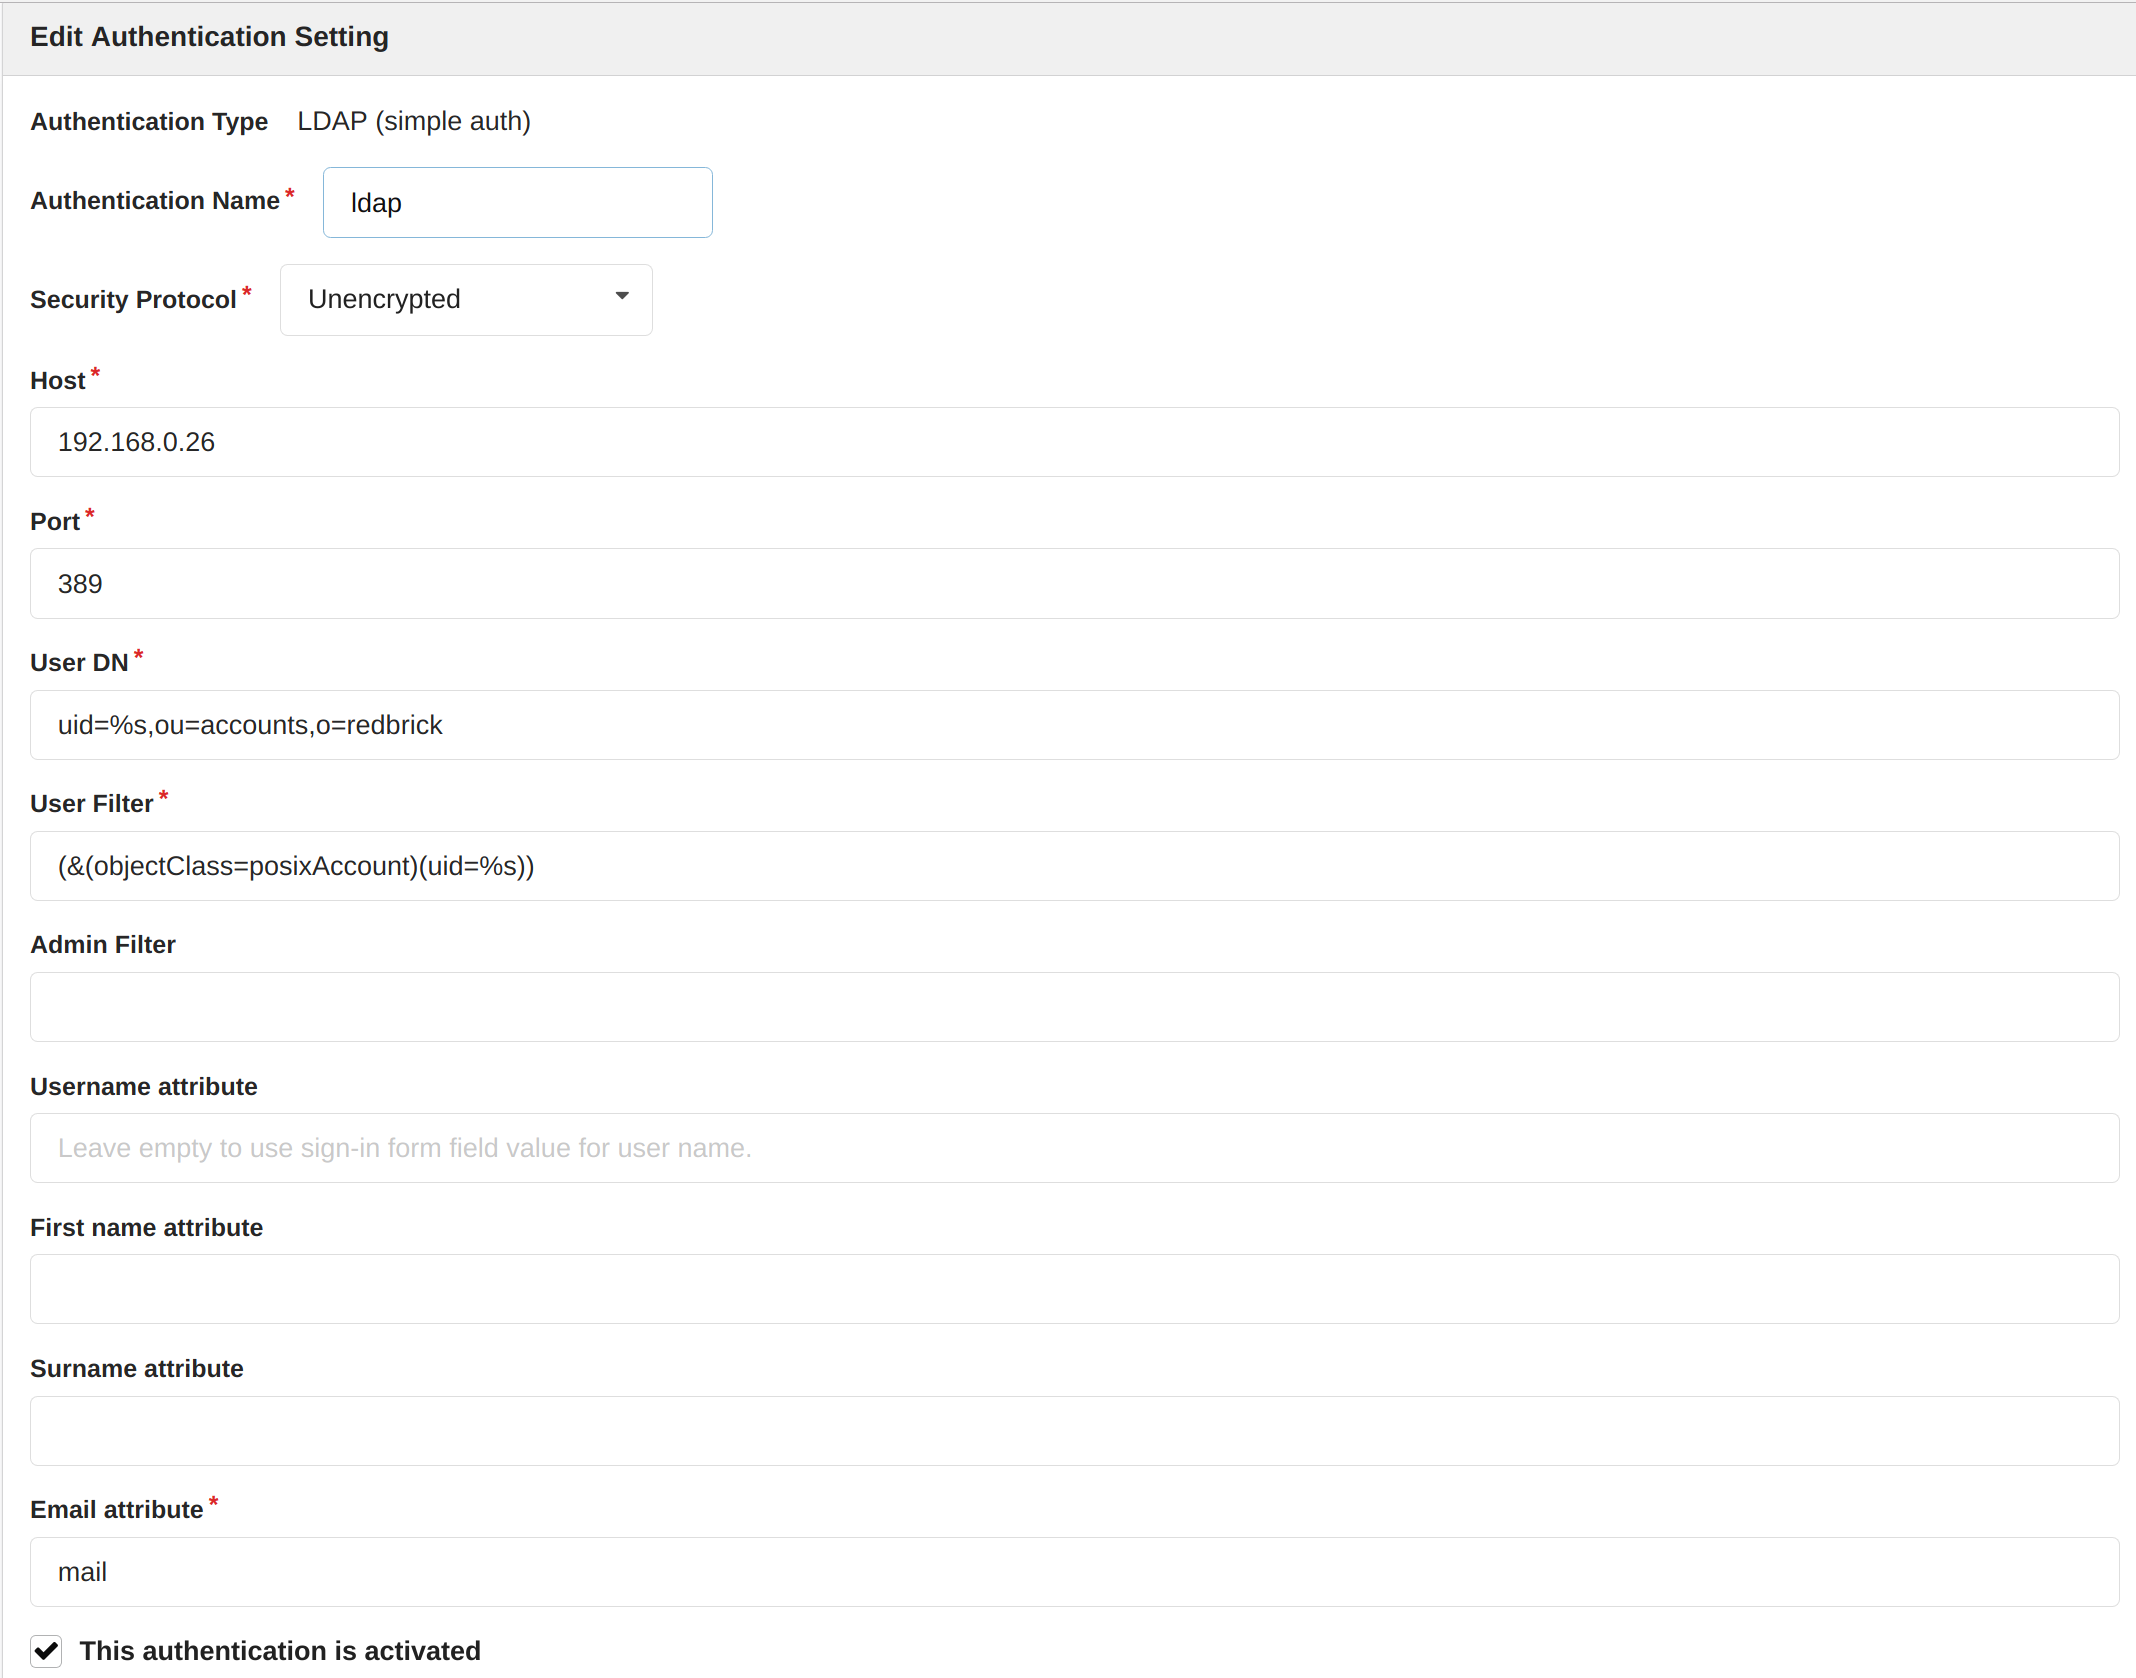 Edit Authentication Setting
Authentication Type LDAP (simple auth)
Authentication Name * ldap
Security Protocol * Unencrypted
Host *
192.168.0.26
Port *
389
User DN *
uid=%s,ou=accounts,o=redbrick
User Filter *
(&(objectClass=posixAccount)(uid=%s))
Admin Filter
Username attribute
Leave empty to use sign-in form field value for user name.
First name attribute
Surname attribute
Email attribute *
mail
This authentication is activated